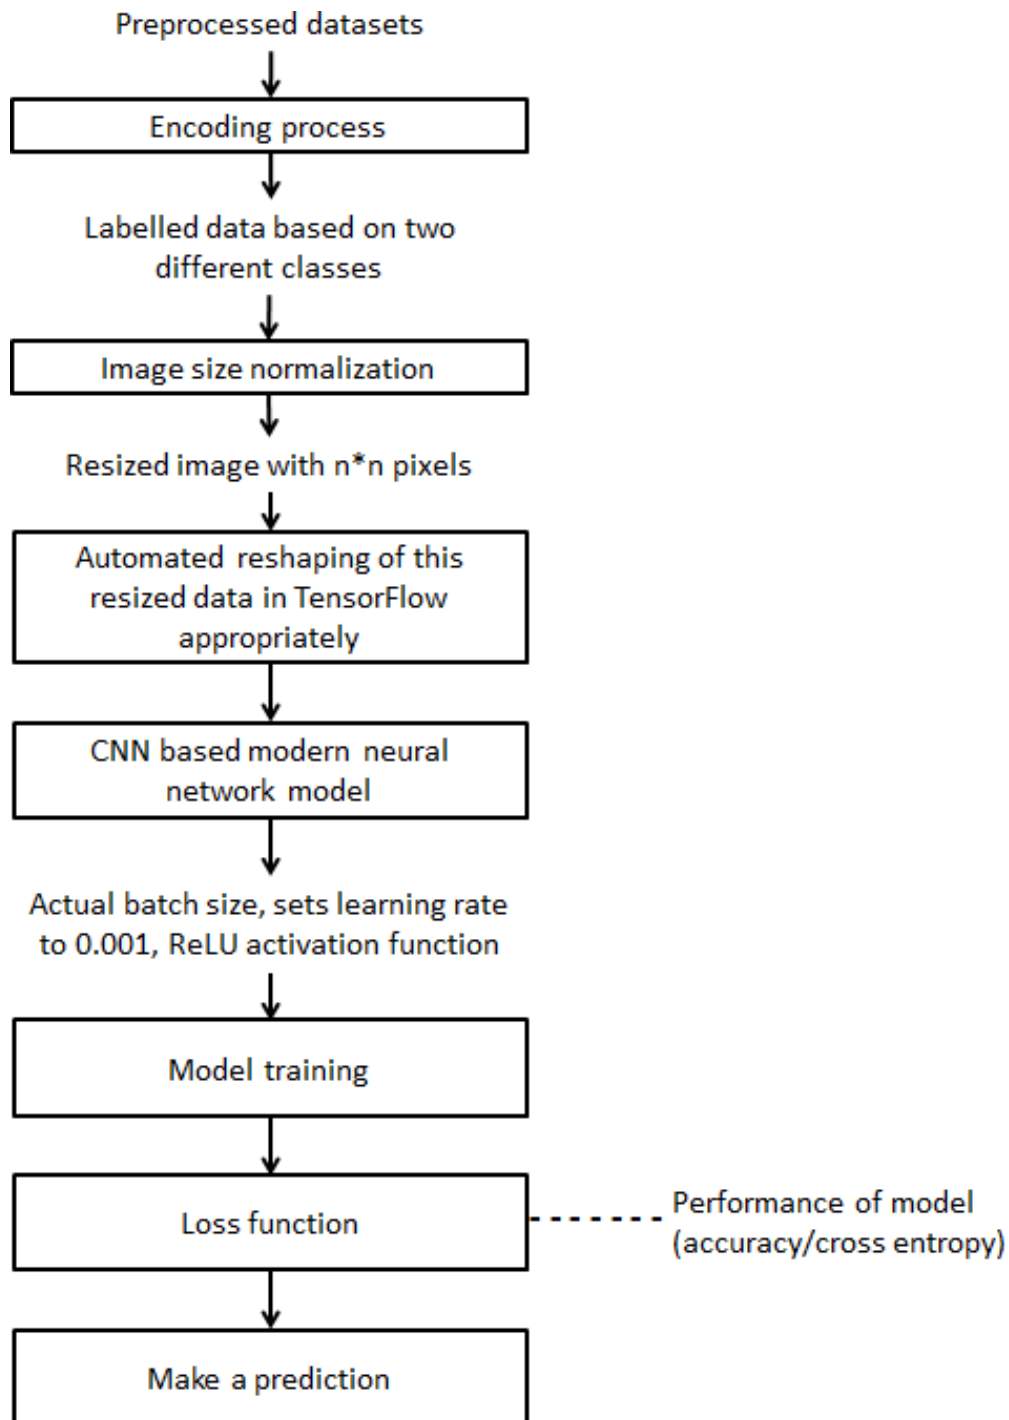 Preprocessed datasets
Encoding process
Labelled data based on two
different classes
Image size normalization
Resized image with n*n pixels
Automated reshaping of this
resized data in TensorFlow
appropriately
CNN based modern neural
network model
Actual batch size, sets learning rate
to 0.001, ReLU activation function
Model training
Loss function
Performance of model
(accuracy/cross entropy)
Make a prediction